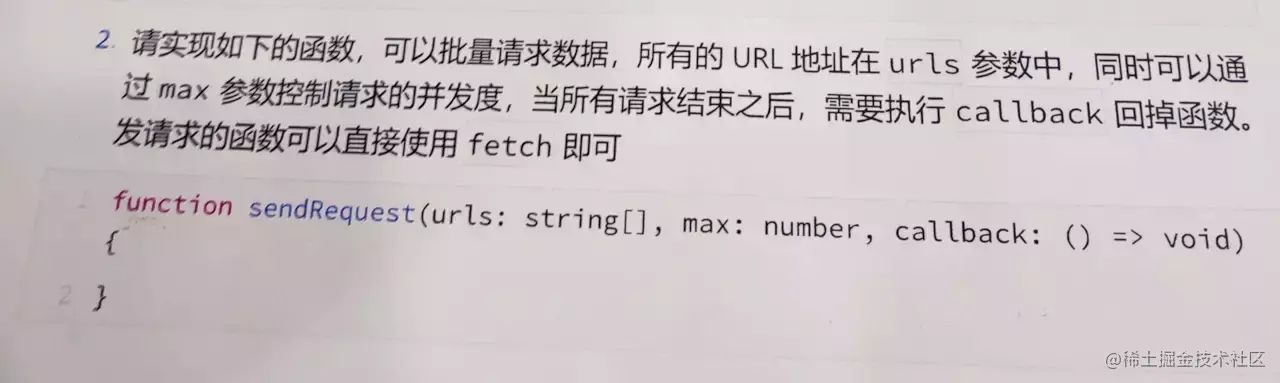 2. 请实现如下的函数，可以批量请求数据，所有的 URL 地址在 urls 参数中，同时可以通
过 max 参数控制请求的并发度，当所有请求结束之后，需要执行 callback 回掉函数。
发请求的函数可以直接使用 fetch 即可
1 function sendRequest(urls: string[], max: number, callback: () => void)
{
2 }
@稀土掘金技术社区